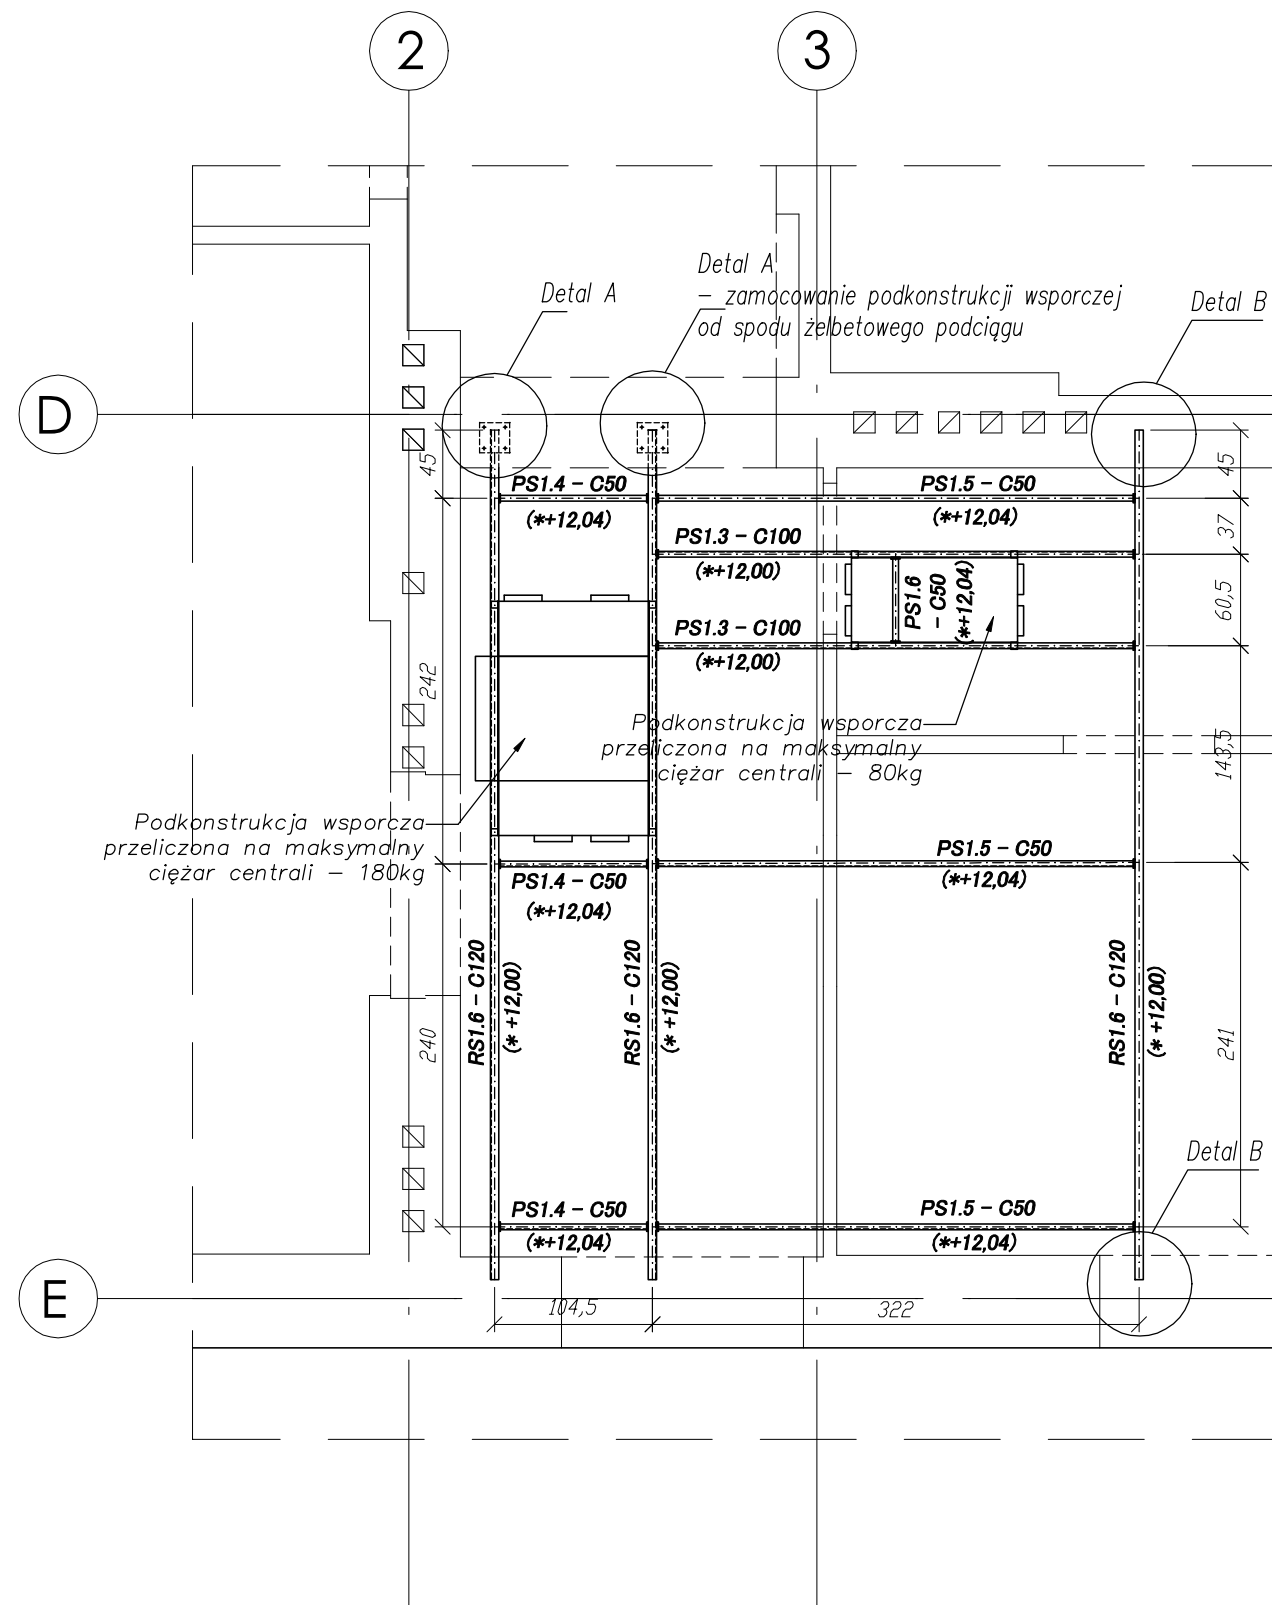 2
3
Detal A
Detal A
– zamocowanie podkonstrukcji wsporczej
od spodu żelbetowego podciągu
Detal B
D
45
PS1.4 – C50
(*+12,04)
PS1.5 – C50
(*+12,04)
45
PS1.3 – C100
(*+12,00)
37
PS1.6
– C50
(*+12,04)
60,5
PS1.3 – C100
(*+12,00)
242
Podkonstrukcja wsporcza
przeliczona na maksymalny
ciężar centrali – 80kg
143,5
Podkonstrukcja wsporcza
przeliczona na maksymalny
ciężar centrali – 180kg
PS1.4 – C50
(*+12,04)
PS1.5 – C50
(*+12,04)
RS1.6 – C120
(* +12,00)
RS1.6 – C120
(* +12,00)
RS1.6 – C120
(* +12,00)
240
241
Detal B
PS1.4 – C50
(*+12,04)
PS1.5 – C50
(*+12,04)
E
104,5
322